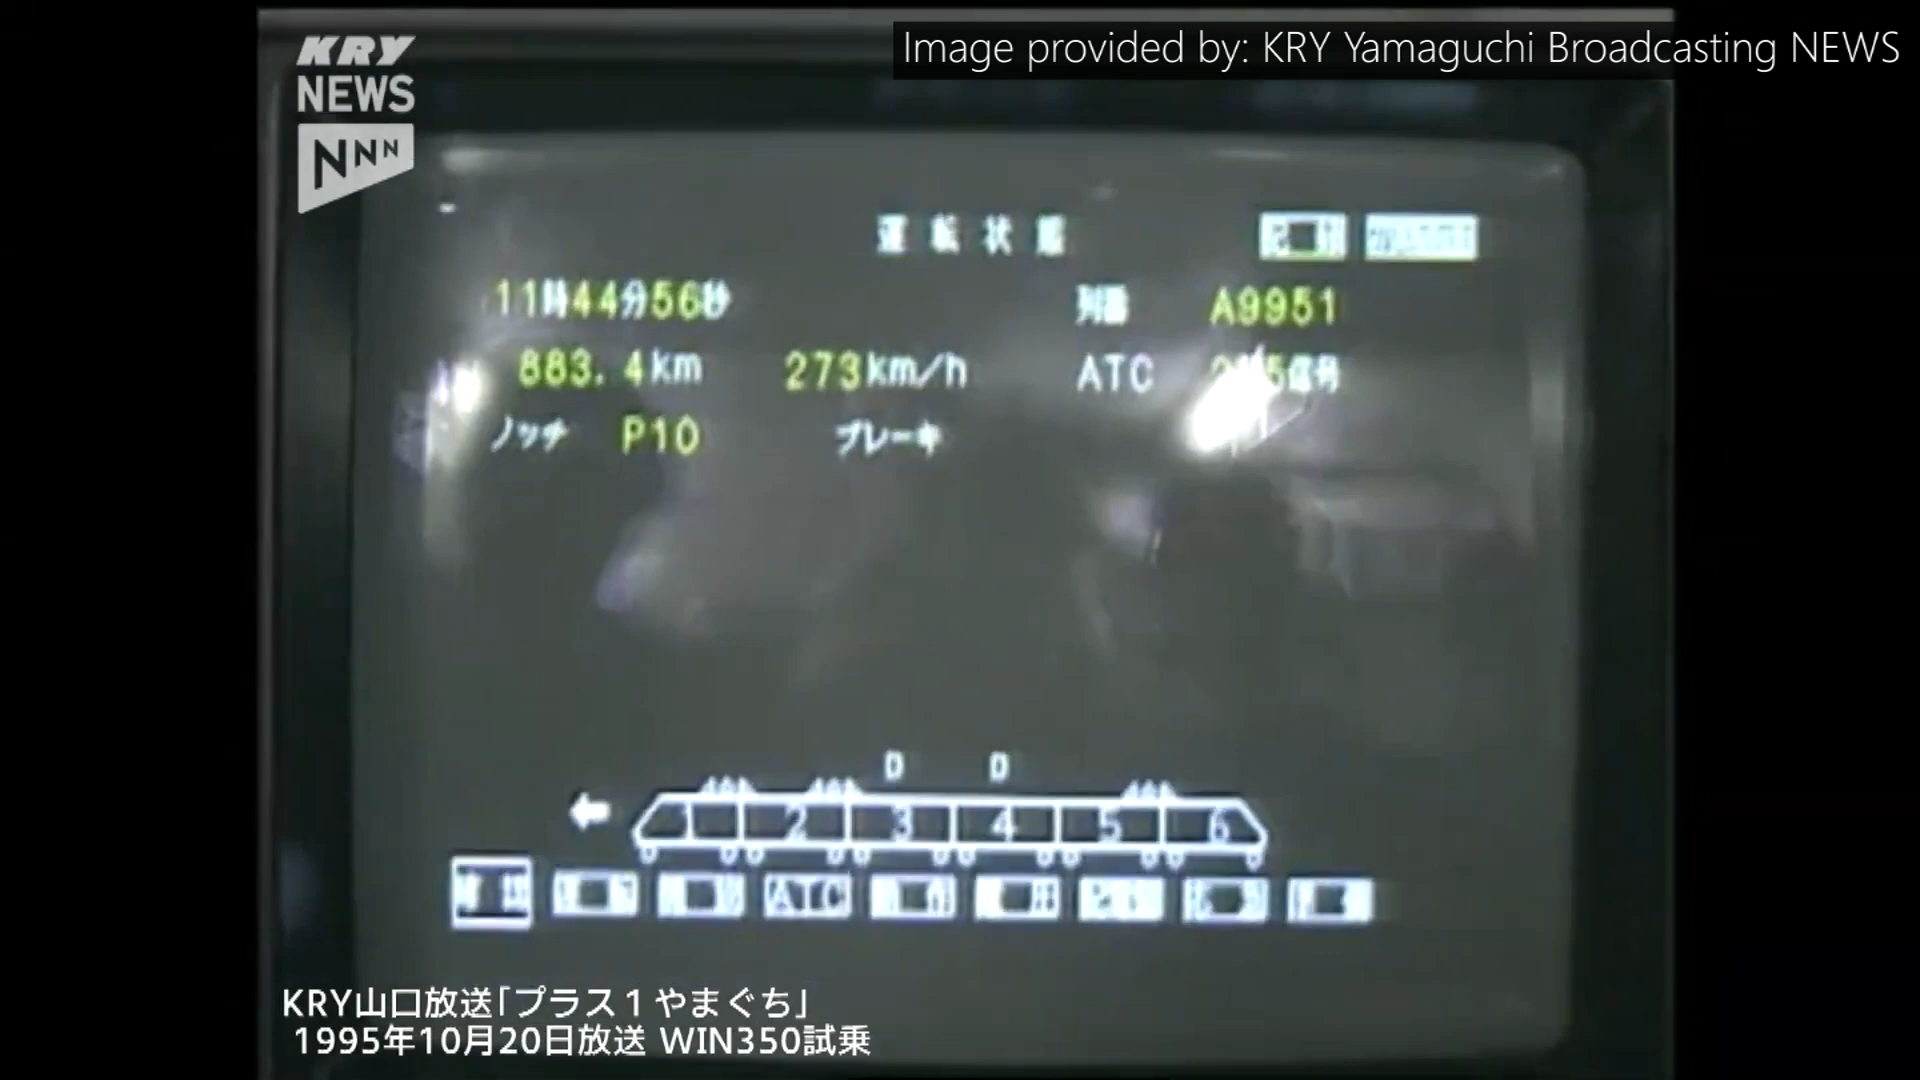 Image provided by: KRY Yamaguchi Broadcasting NEWS
KRY
NEWS
NNN
運転状態
11時44分56秒
列番 A9951
883.4km 273km/h ATC
信号
ノッチ P10 ブレーキ
D D
1 2 3 4 5 6
ATC
KRY山口放送「プラス1やまぐち」
1995年10月20日放送 WIN350試乗